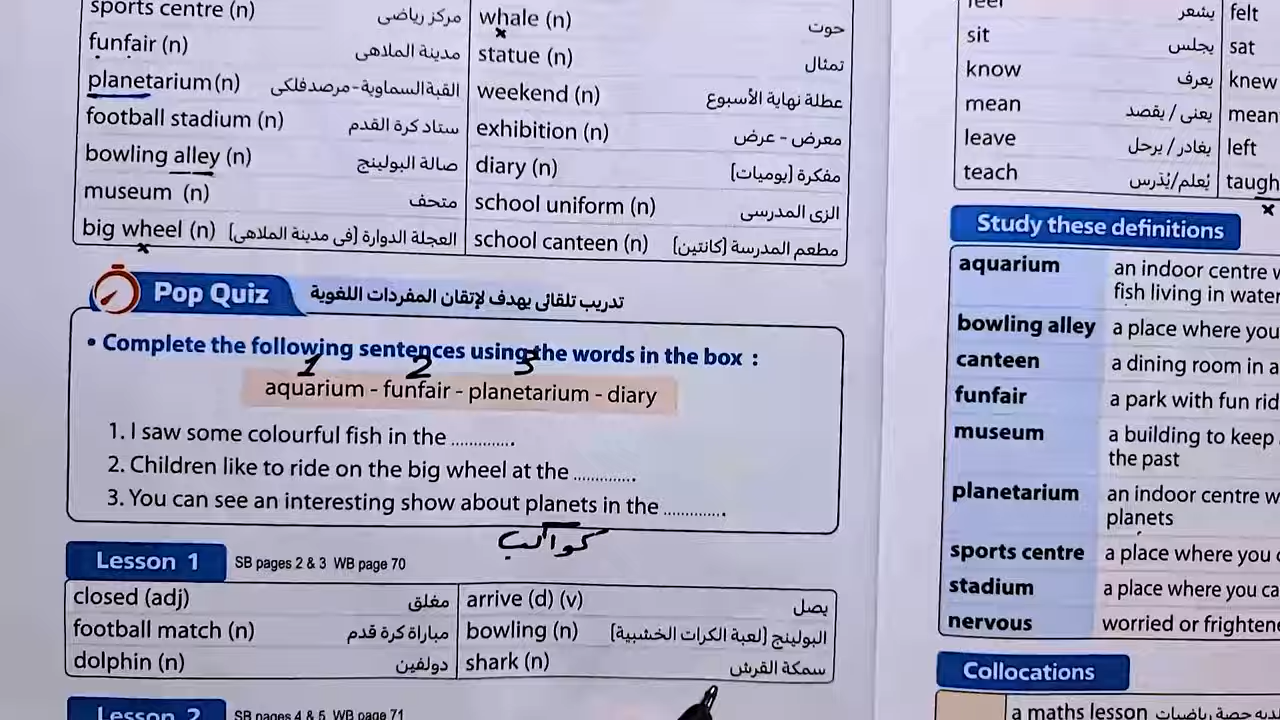 sports centre (n) مركز رياضى
funfair (n) مدينة الملاهى
planetarium (n) القبة السماوية - مرصد فلكى
football stadium (n) ستاد كرة القدم
bowling alley (n) صالة البولينج
museum (n) متحف
big wheel (n) العجلة الدوارة [فى مدينة الملاهى]
whale (n) حوت
statue (n) تمثال
weekend (n) عطلة نهاية الأسبوع
exhibition (n) معرض - عرض
diary (n) مفكرة [يوميات]
school uniform (n) الزى المدرسى
school canteen (n) مطعم المدرسة [كانتين]
Pop Quiz تدريب تلقائى يهدف لإتقان المفردات اللغوية
• Complete the following sentences using the words in the box :
1 2 3
aquarium - funfair - planetarium - diary
1. I saw some colourful fish in the .............
2. Children like to ride on the big wheel at the .............
3. You can see an interesting show about planets in the .............
كواكب
Lesson 1 SB pages 2 & 3 WB page 70
closed (adj) مغلق
football match (n) مباراة كرة قدم
dolphin (n) دولفين
arrive (d) (v) يصل
bowling (n) البولينج [لعبة الكرات الخشبية]
shark (n) سمكة القرش
Lesson 2 SB pages 4 & 5 WB page 71
feel يشعر felt
sit يجلس sat
know يعرف knew
mean يعنى / يقصد mean
leave يغادر / يرحل left
teach يُعلم/يُدَرس taugh
Study these definitions
aquarium an indoor centre w
fish living in water
bowling alley a place where you
canteen a dining room in a
funfair a park with fun rid
museum a building to keep
the past
planetarium an indoor centre w
planets
sports centre a place where you
stadium a place where you ca
nervous worried or frightene
Collocations
a maths lesson حصة رياضيات